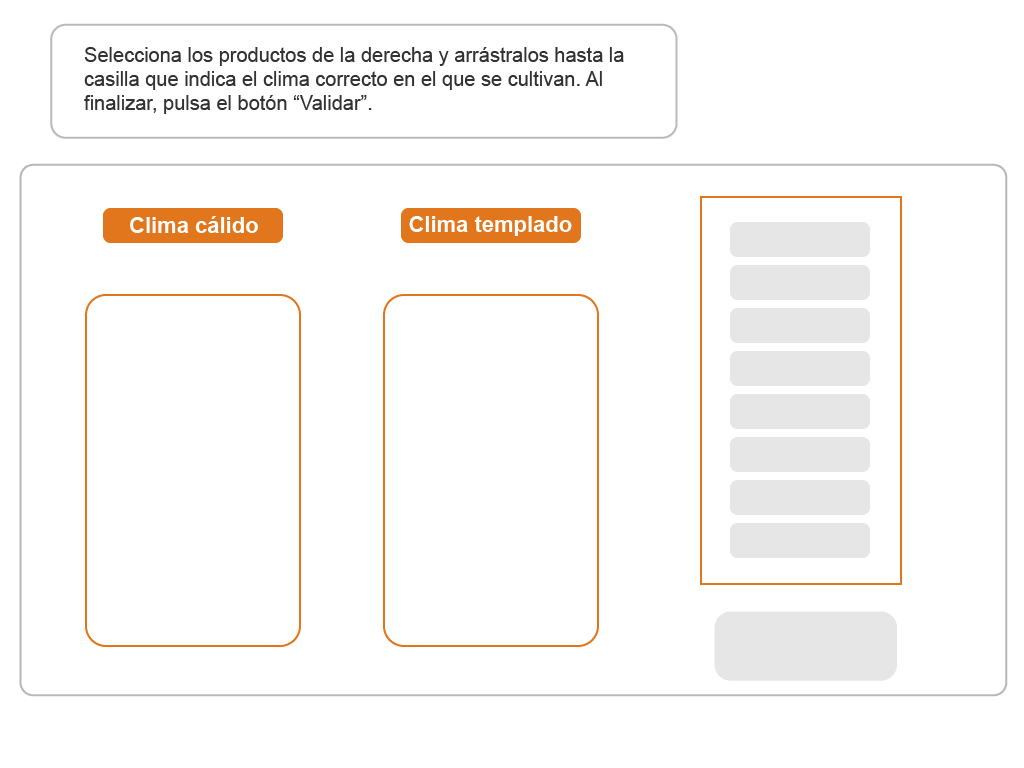 Selecciona los productos de la derecha y arrástralos hasta la
casilla que indica el clima correcto en el que se cultivan. Al
finalizar, pulsa el botón “Validar”.
Clima cálido
Clima templado